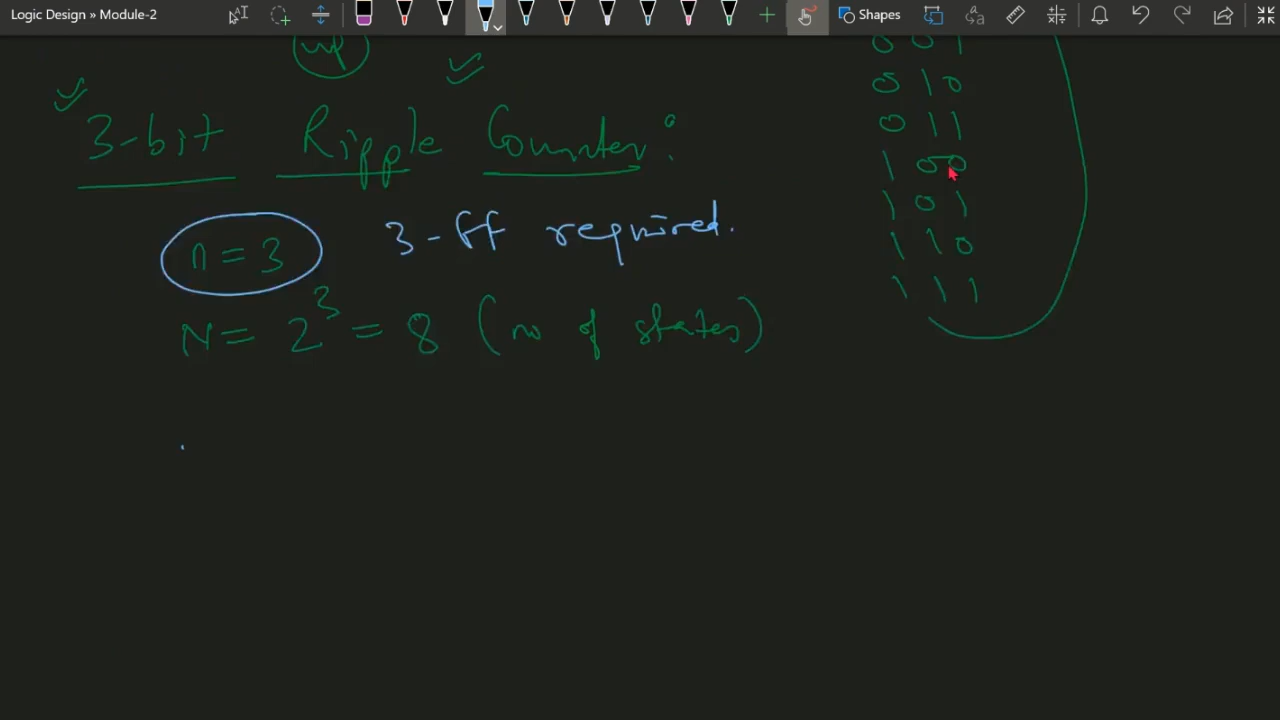 Logic Design » Module-2
Shapes
up
3-bit Ripple Counter:
n = 3 3-ff required.
N = 2³ = 8 (no of states)
0 0 1
0 1 0
0 1 1
1 0 0
1 0 1
1 1 0
1 1 1